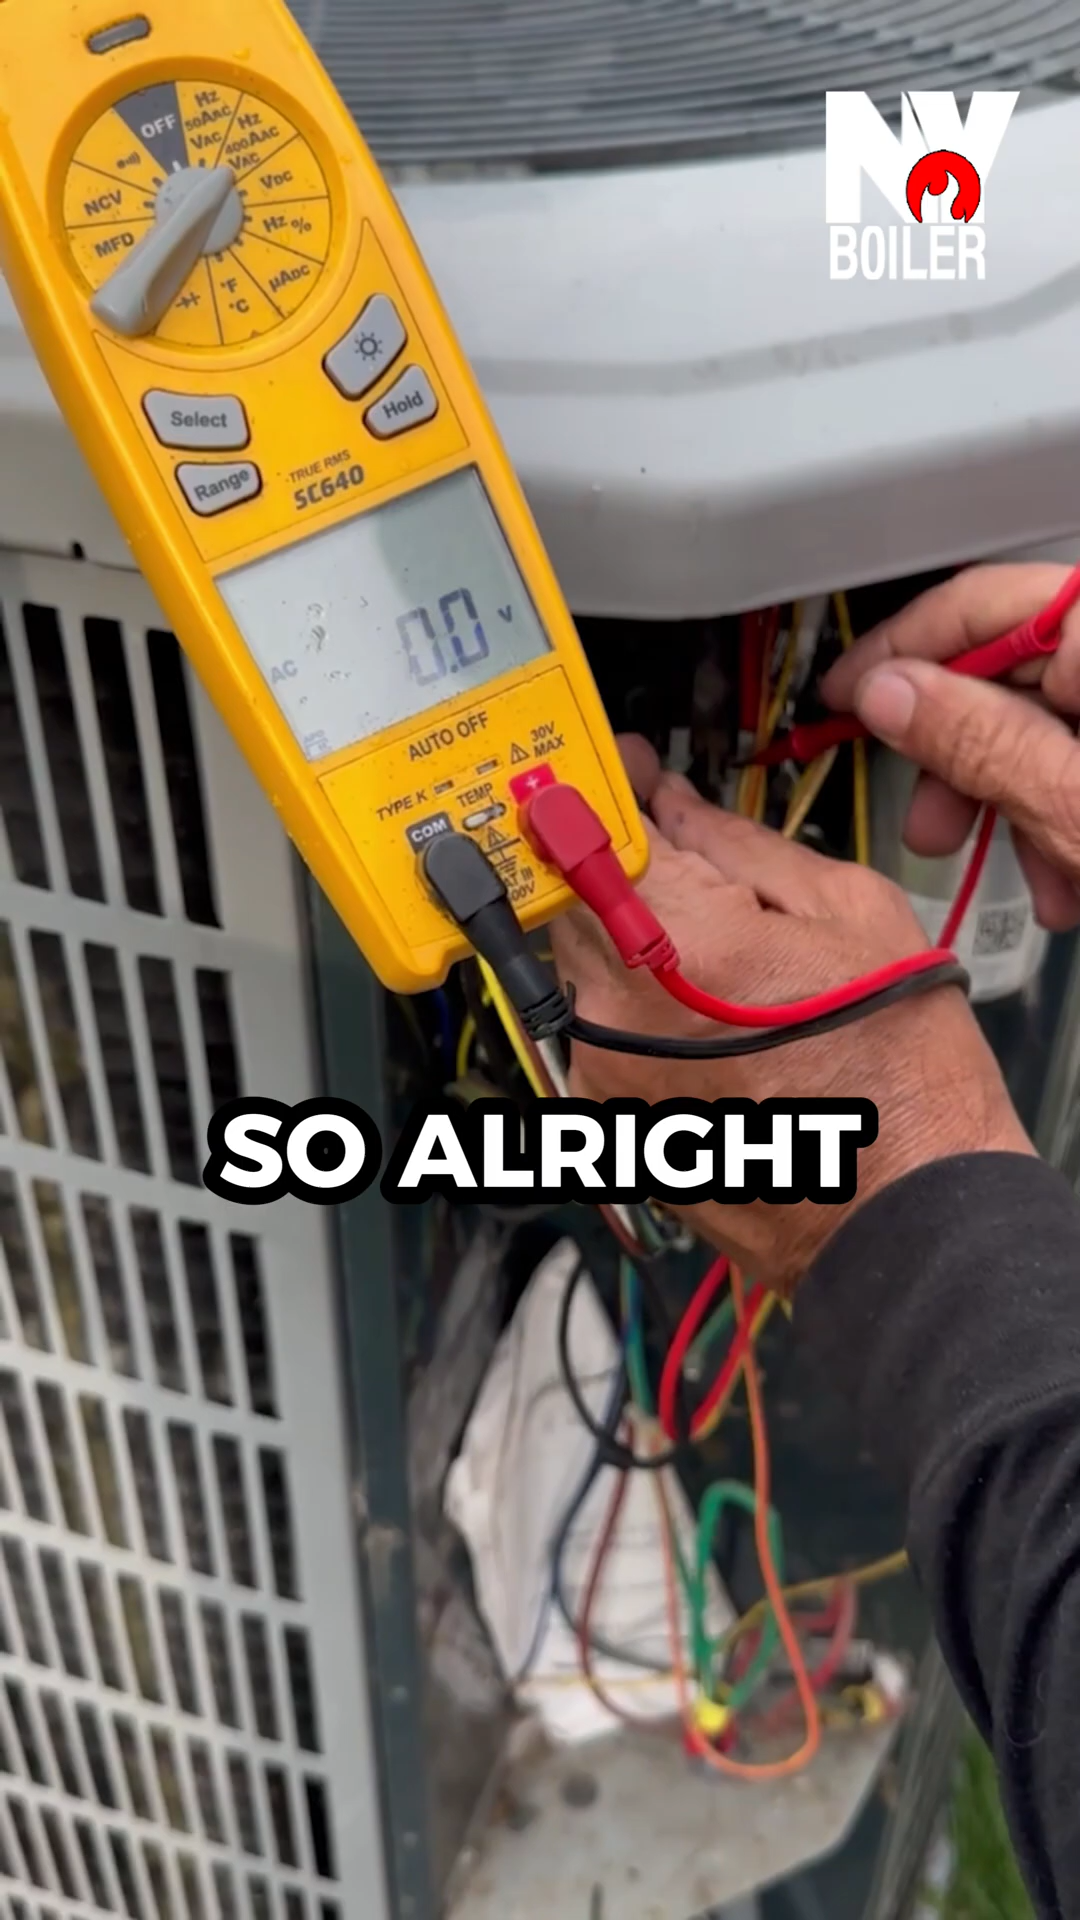 NY
BOILER
OFF
Hz
50AAC
VAC
Hz
400AAC
VAC
VDC
Hz %
µADC
°F
°C
MFD
NCV
Select
Range
Hold
TRUE RMS
SC640
AC
0.0 V
AUTO OFF
30V
MAX
TYPE K
TEMP
+
COM
SO ALRIGHT